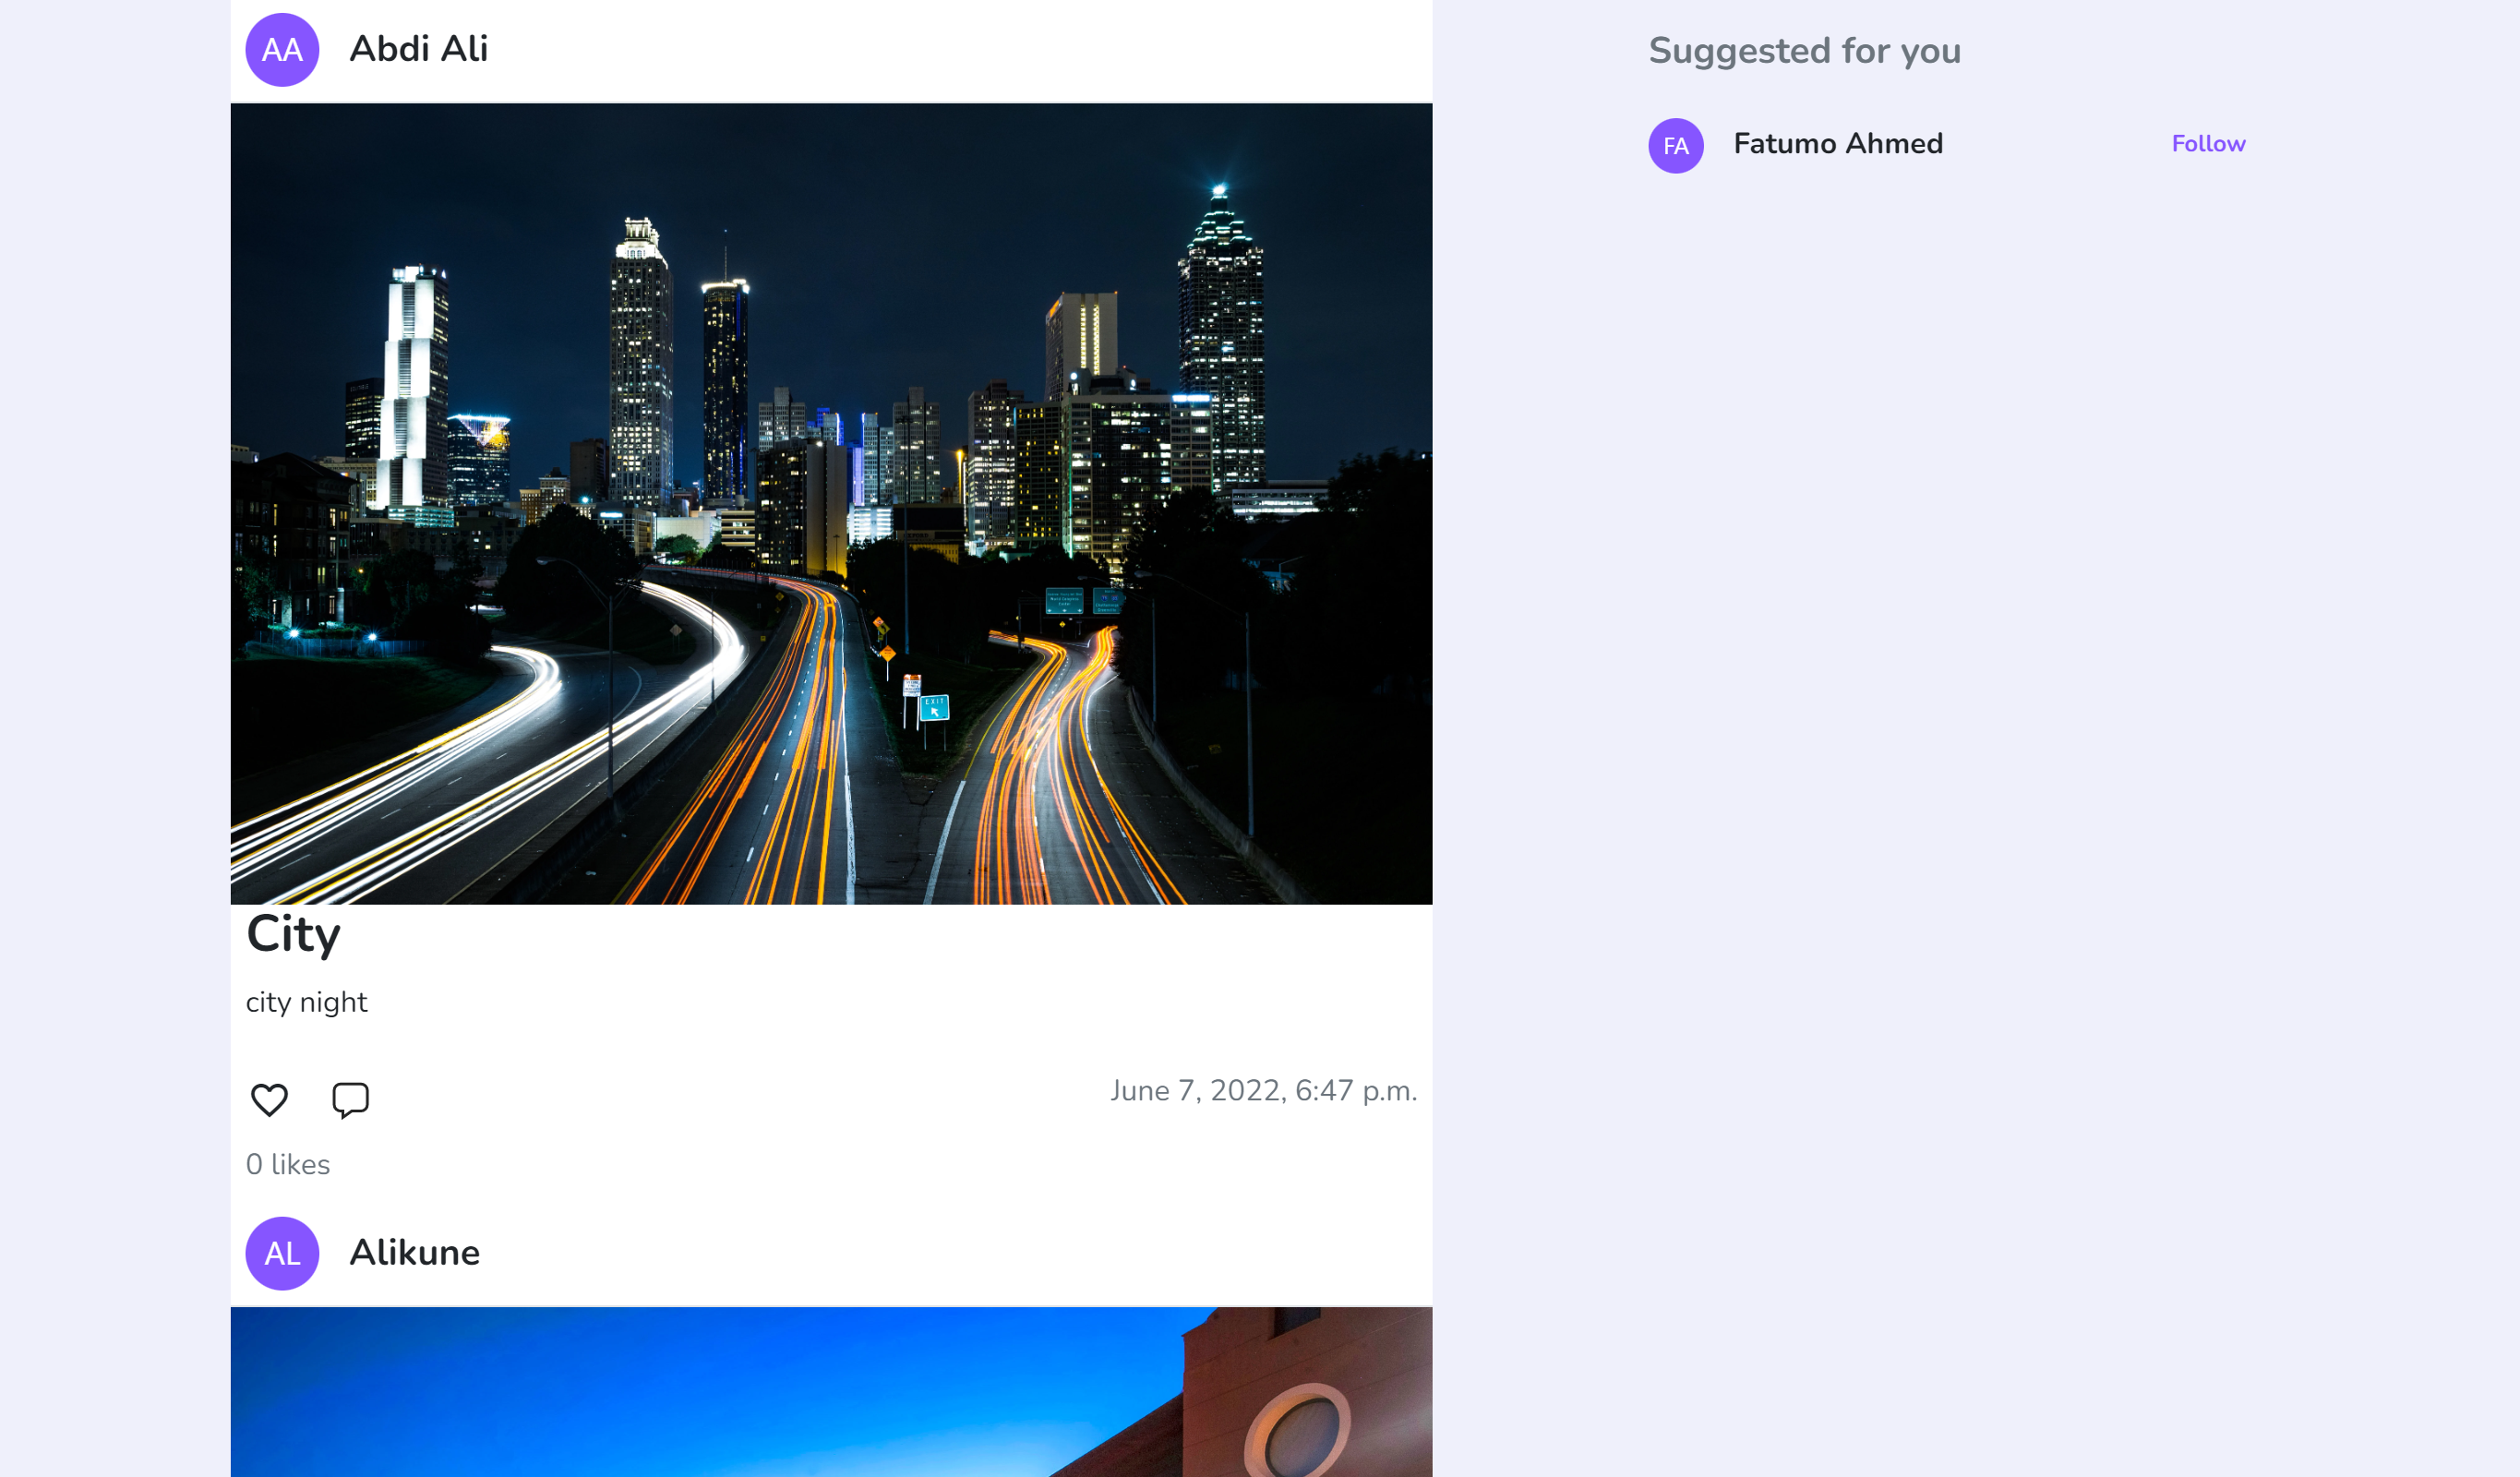 AA Abdi Ali
EXIT
City
city night
June 7, 2022, 6:47 p.m.
0 likes
AL Alikune
Suggested for you
FA Fatumo Ahmed Follow